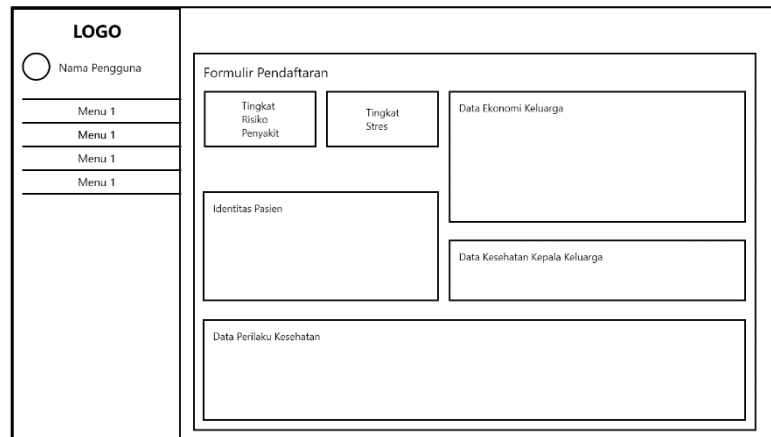 LOGO
Nama Pengguna
Menu 1
Menu 1
Menu 1
Menu 1
Formulir Pendaftaran
Tingkat
Risiko
Penyakit
Tingkat
Stres
Data Ekonomi Keluarga
Identitas Pasien
Data Kesehatan Kepala Keluarga
Data Perilaku Kesehatan